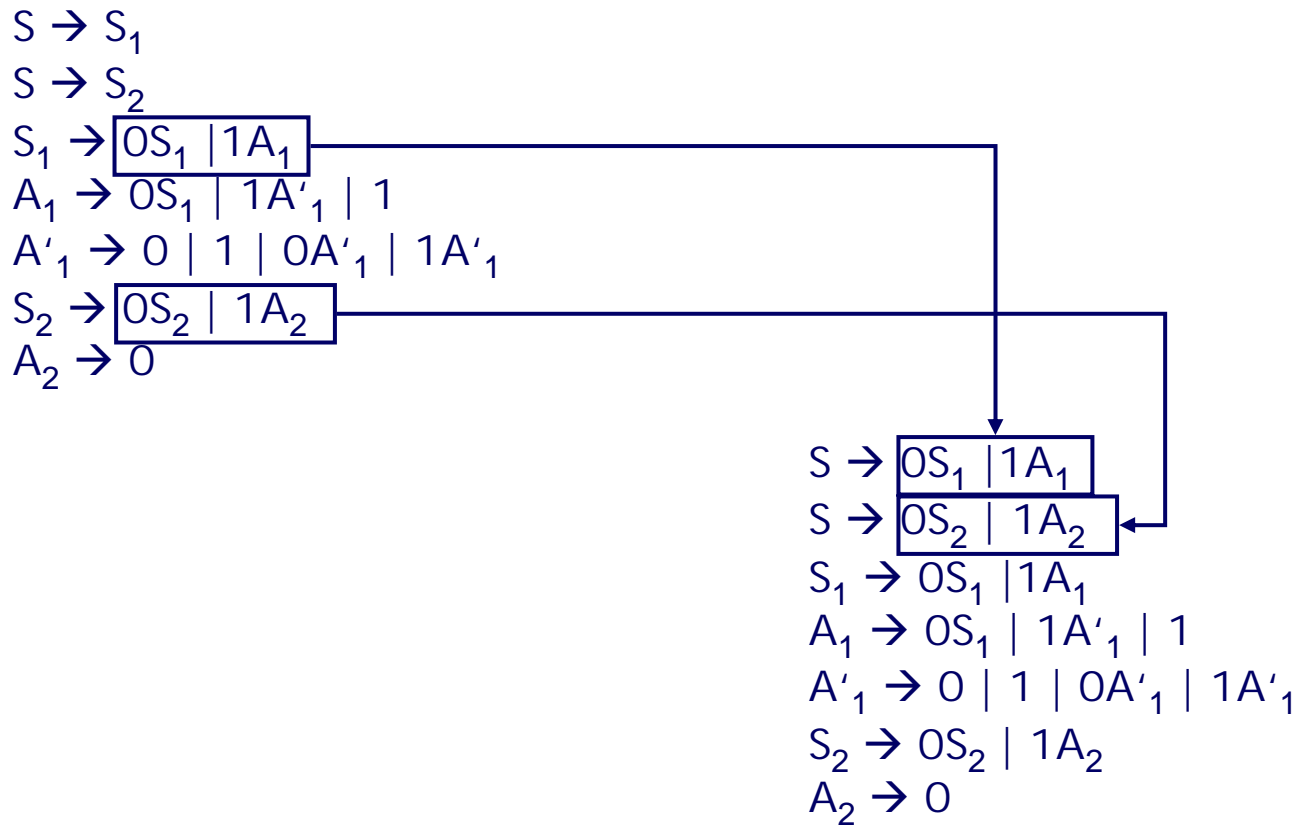 S → S₁
S → S₂
S₁ → 0S₁ |1A₁
A₁ → 0S₁ | 1A‘₁ | 1
A‘₁ → 0 | 1 | 0A‘₁ | 1A‘₁
S₂ → 0S₂ | 1A₂
A₂ → 0
S → 0S₁ |1A₁
S → 0S₂ | 1A₂
S₁ → 0S₁ |1A₁
A₁ → 0S₁ | 1A‘₁ | 1
A‘₁ → 0 | 1 | 0A‘₁ | 1A‘₁
S₂ → 0S₂ | 1A₂
A₂ → 0